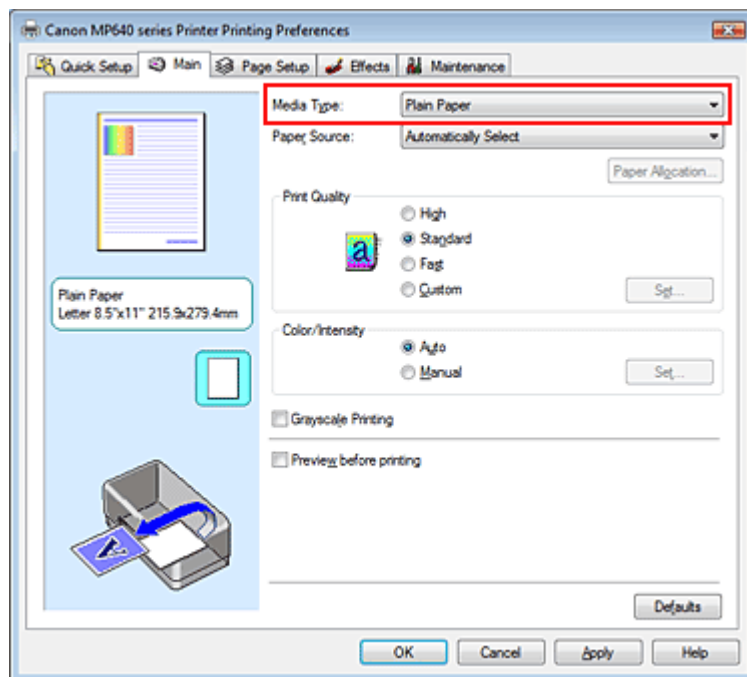 Canon MP640 series Printer Printing Preferences
Quick Setup Main Page Setup Effects Maintenance
Media Type: Plain Paper
Paper Source: Automatically Select
Paper Allocation...
Print Quality
High
a Standard
Fast
Custom Set...
Plain Paper
Letter 8.5"x11" 215.9x279.4mm
Color/Intensity
Auto
Manual Set...
Grayscale Printing
Preview before printing
A
Defaults
OK Cancel Apply Help